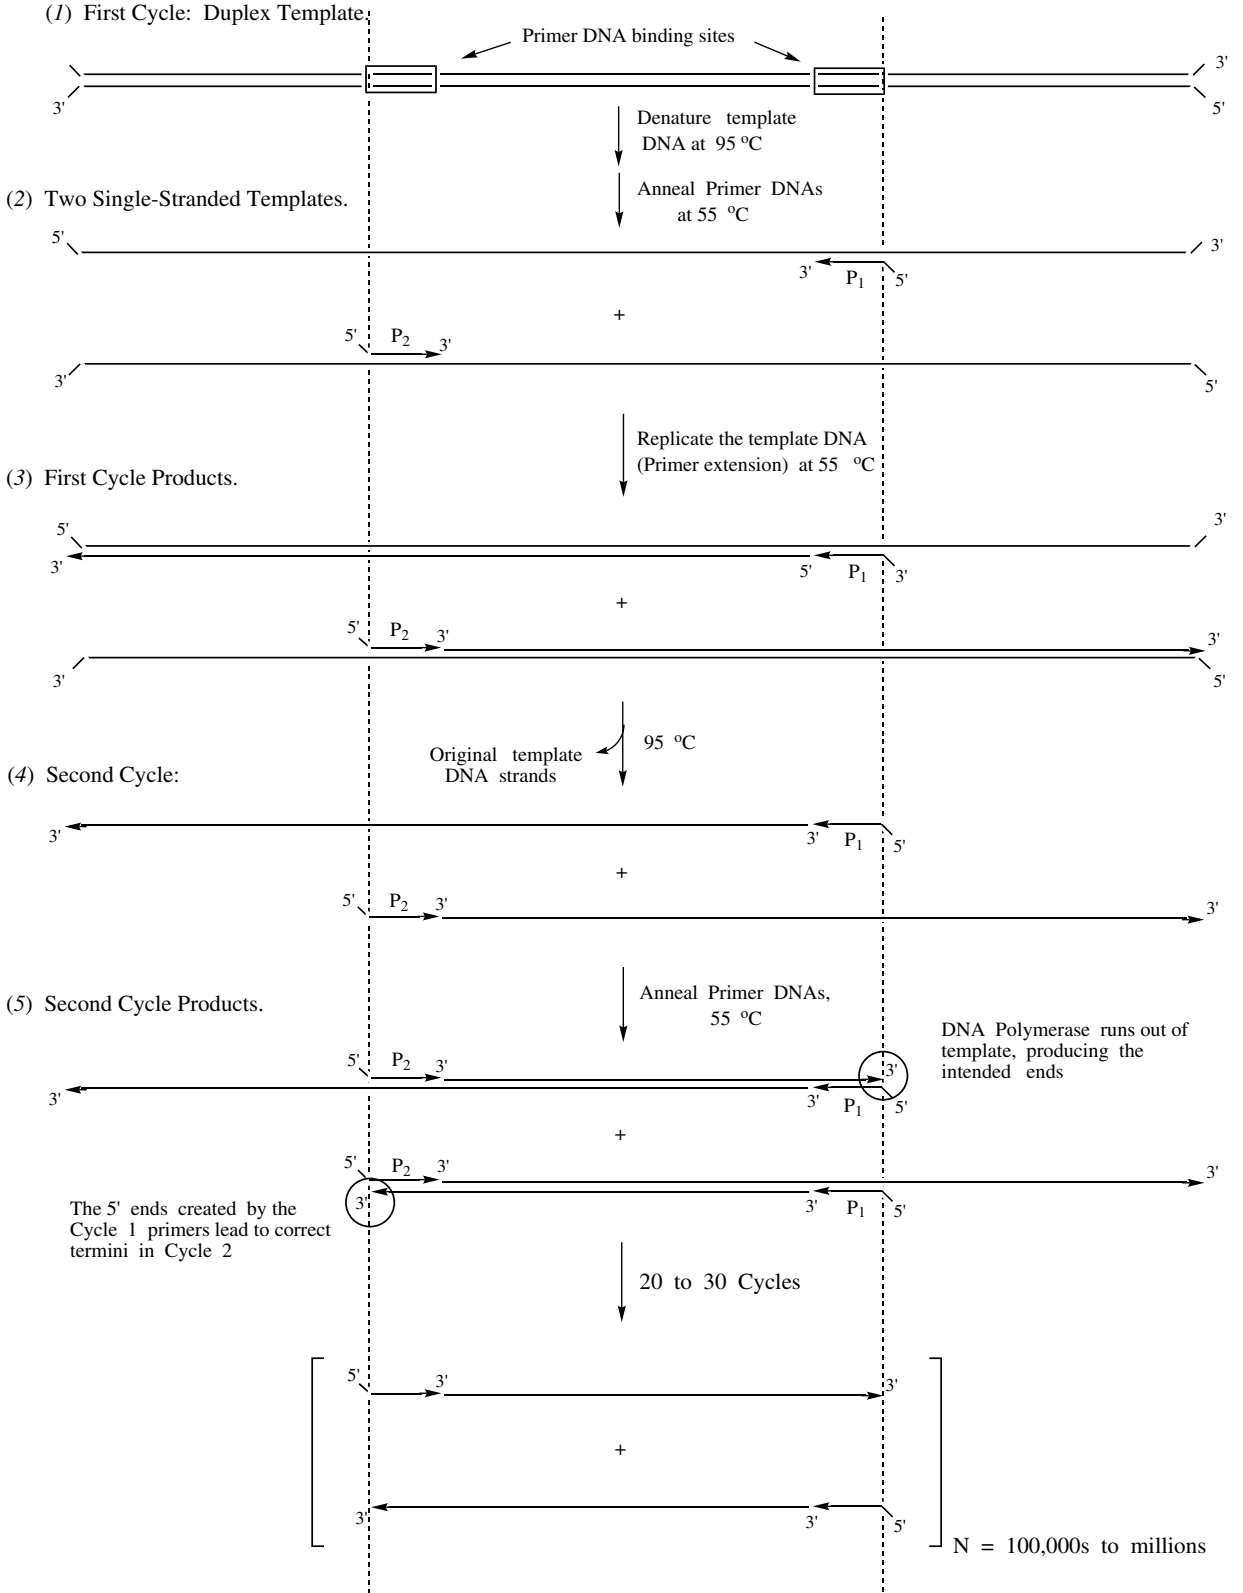 (1) First Cycle: Duplex Template.
Primer DNA binding sites
3'
3'
5'
Denature template
DNA at 95 °C
Anneal Primer DNAs
at 55 °C
(2) Two Single-Stranded Templates.
5'
3'
3'
P1
5'
+
5'
P2
3'
3'
5'
Replicate the template DNA
(Primer extension) at 55 °C
(3) First Cycle Products.
5'
3'
3'
5'
P1
3'
+
5'
P2
3'
3'
3'
5'
95 °C
Original template
DNA strands
(4) Second Cycle:
3'
3'
P1
5'
+
5'
P2
3'
3'
Anneal Primer DNAs,
55 °C
(5) Second Cycle Products.
DNA Polymerase runs out of
template, producing the
intended ends
5'
P2
3'
3'
3'
3'
P1
5'
+
5'
P2
3'
3'
3'
3'
P1
5'
The 5' ends created by the
Cycle 1 primers lead to correct
termini in Cycle 2
20 to 30 Cycles
5'
3'
3'
+
3'
3'
5'
N = 100,000s to millions